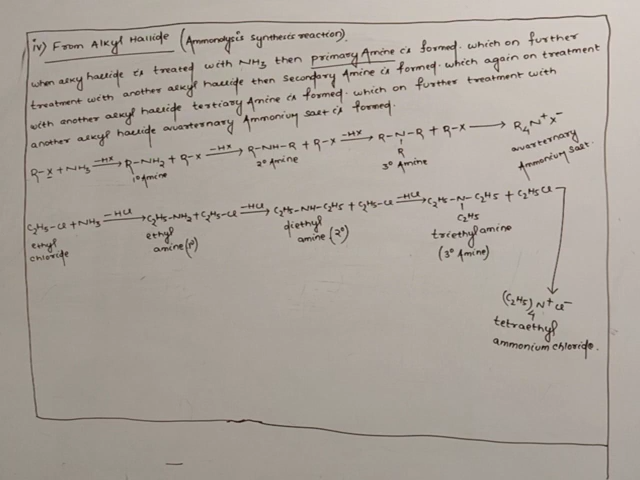 iv) From Alkyl Halide (Ammonolysis synthesis reaction).
when alkyl halide is treated with NH3 then primary Amine is formed. which on further
treatment with another alkyl halide then Secondary Amine is formed. which again on treatment
with another alkyl halide tertiary Amine is formed. which on further treatment with
another alkyl halide quarternary Ammonium salt is formed.
R-X + NH3 —-HX→ R-NH2 + R-X —-HX→ R-NH-R + R-X —-HX→ R-N-R + R-X ⟶ R4N+X-
R
1° Amine 2° Amine 3° Amine quarternary
Ammonium salt.
C2H5-Cl + NH3 —-HCl→ C2H5-NH2 + C2H5-Cl —-HCl→ C2H5-NH-C2H5 + C2H5-Cl —-HCl→ C2H5-N-C2H5 + C2H5Cl
C2H5
ethyl ethyl diethyl triethylamine
chloride amine(1°) amine (2°) (3° Amine)
(C2H5)4N+Cl-
tetraethyl
ammonium chloride.